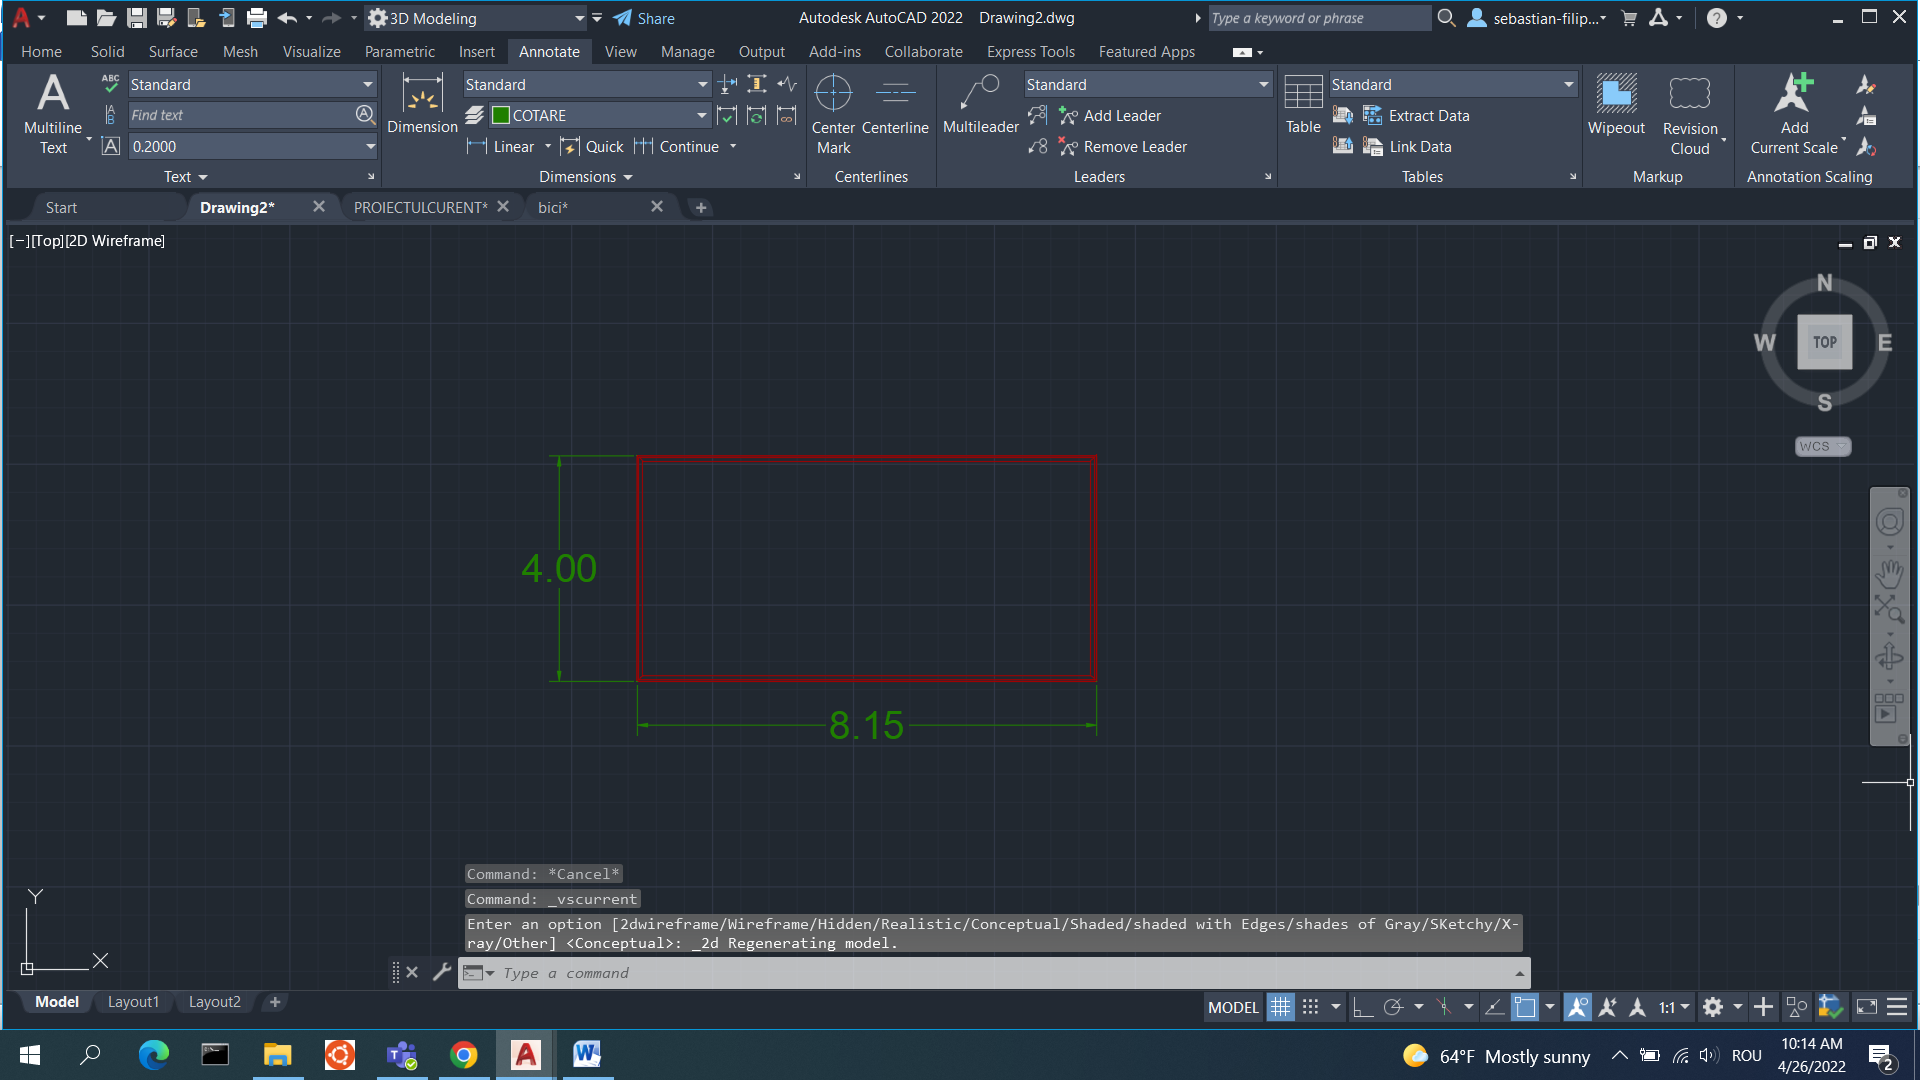 3D Modeling
Share
Autodesk AutoCAD 2022 Drawing2.dwg
Type a keyword or phrase
sebastian-filip...
Home Solid Surface Mesh Visualize Parametric Insert Annotate View Manage Output Add-ins Collaborate Express Tools Featured Apps
Multiline
Text
ABC
Standard
Find text
0.2000
Text
Dimension
Standard
COTARE
Linear
Quick
Continue
Dimensions
Center
Mark
Centerline
Centerlines
Multileader
Standard
Add Leader
Remove Leader
Leaders
Table
Standard
Extract Data
Link Data
Tables
Wipeout
Revision
Cloud
Markup
Add
Current Scale
Annotation Scaling
Start
Drawing2*
PROIECTULCURENT*
bici*
[−][Top][2D Wireframe]
N
W
TOP
E
S
WCS
4.00
8.15
Y
X
Command: *Cancel*
Command: _vscurrent
Enter an option [2dwireframe/Wireframe/Hidden/Realistic/Conceptual/Shaded/shaded with Edges/shades of Gray/SKetchy/X-
ray/Other] <Conceptual>: _2d Regenerating model.
Type a command
Model
Layout1
Layout2
MODEL
1:1
64°F Mostly sunny
ROU
10:14 AM
4/26/2022
2